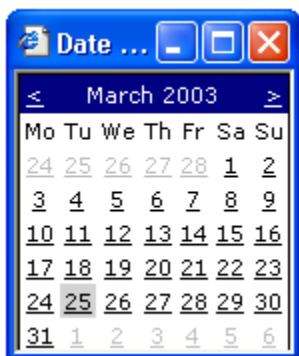 Date ...
< March 2003 >
Mo Tu We Th Fr Sa Su
24 25 26 27 28 1 2
3 4 5 6 7 8 9
10 11 12 13 14 15 16
17 18 19 20 21 22 23
24 25 26 27 28 29 30
31 1 2 3 4 5 6